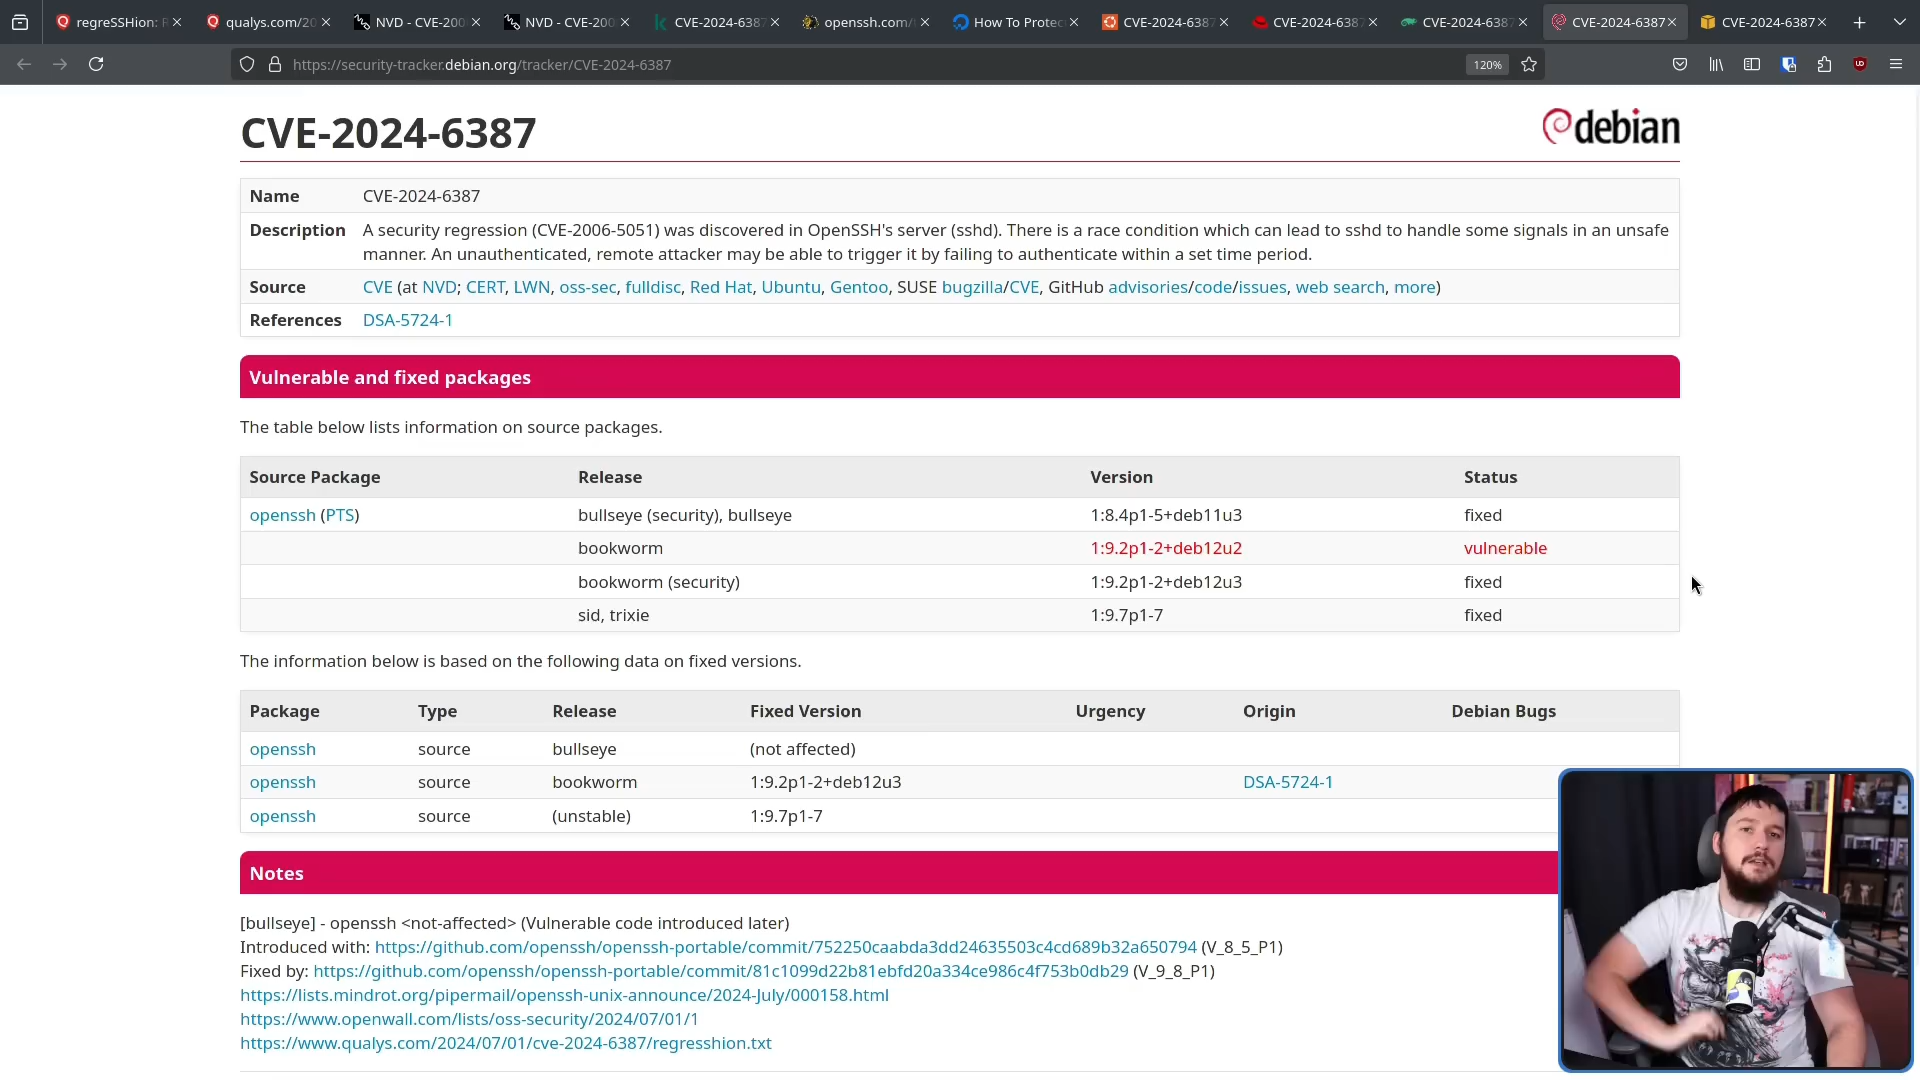 regreSSHion: R
qualys.com/20
NVD - CVE-200
NVD - CVE-200
CVE-2024-6387
openssh.com/
How To Protec
CVE-2024-6387
CVE-2024-6387
CVE-2024-6387
CVE-2024-6387
CVE-2024-6387
https://security-tracker.debian.org/tracker/CVE-2024-6387
120%
CVE-2024-6387
debian
Name CVE-2024-6387
Description A security regression (CVE-2006-5051) was discovered in OpenSSH's server (sshd). There is a race condition which can lead to sshd to handle some signals in an unsafe
manner. An unauthenticated, remote attacker may be able to trigger it by failing to authenticate within a set time period.
Source CVE (at NVD; CERT, LWN, oss-sec, fulldisc, Red Hat, Ubuntu, Gentoo, SUSE bugzilla/CVE, GitHub advisories/code/issues, web search, more)
References DSA-5724-1
Vulnerable and fixed packages
The table below lists information on source packages.
Source Package Release Version Status
openssh (PTS) bullseye (security), bullseye 1:8.4p1-5+deb11u3 fixed
bookworm 1:9.2p1-2+deb12u2 vulnerable
bookworm (security) 1:9.2p1-2+deb12u3 fixed
sid, trixie 1:9.7p1-7 fixed
The information below is based on the following data on fixed versions.
Package Type Release Fixed Version Urgency Origin Debian Bugs
openssh source bullseye (not affected)
openssh source bookworm 1:9.2p1-2+deb12u3 DSA-5724-1
openssh source (unstable) 1:9.7p1-7
Notes
[bullseye] - openssh <not-affected> (Vulnerable code introduced later)
Introduced with: https://github.com/openssh/openssh-portable/commit/752250caabda3dd24635503c4cd689b32a650794 (V_8_5_P1)
Fixed by: https://github.com/openssh/openssh-portable/commit/81c1099d22b81ebfd20a334ce986c4f753b0db29 (V_9_8_P1)
https://lists.mindrot.org/pipermail/openssh-unix-announce/2024-July/000158.html
https://www.openwall.com/lists/oss-security/2024/07/01/1
https://www.qualys.com/2024/07/01/cve-2024-6387/regresshion.txt